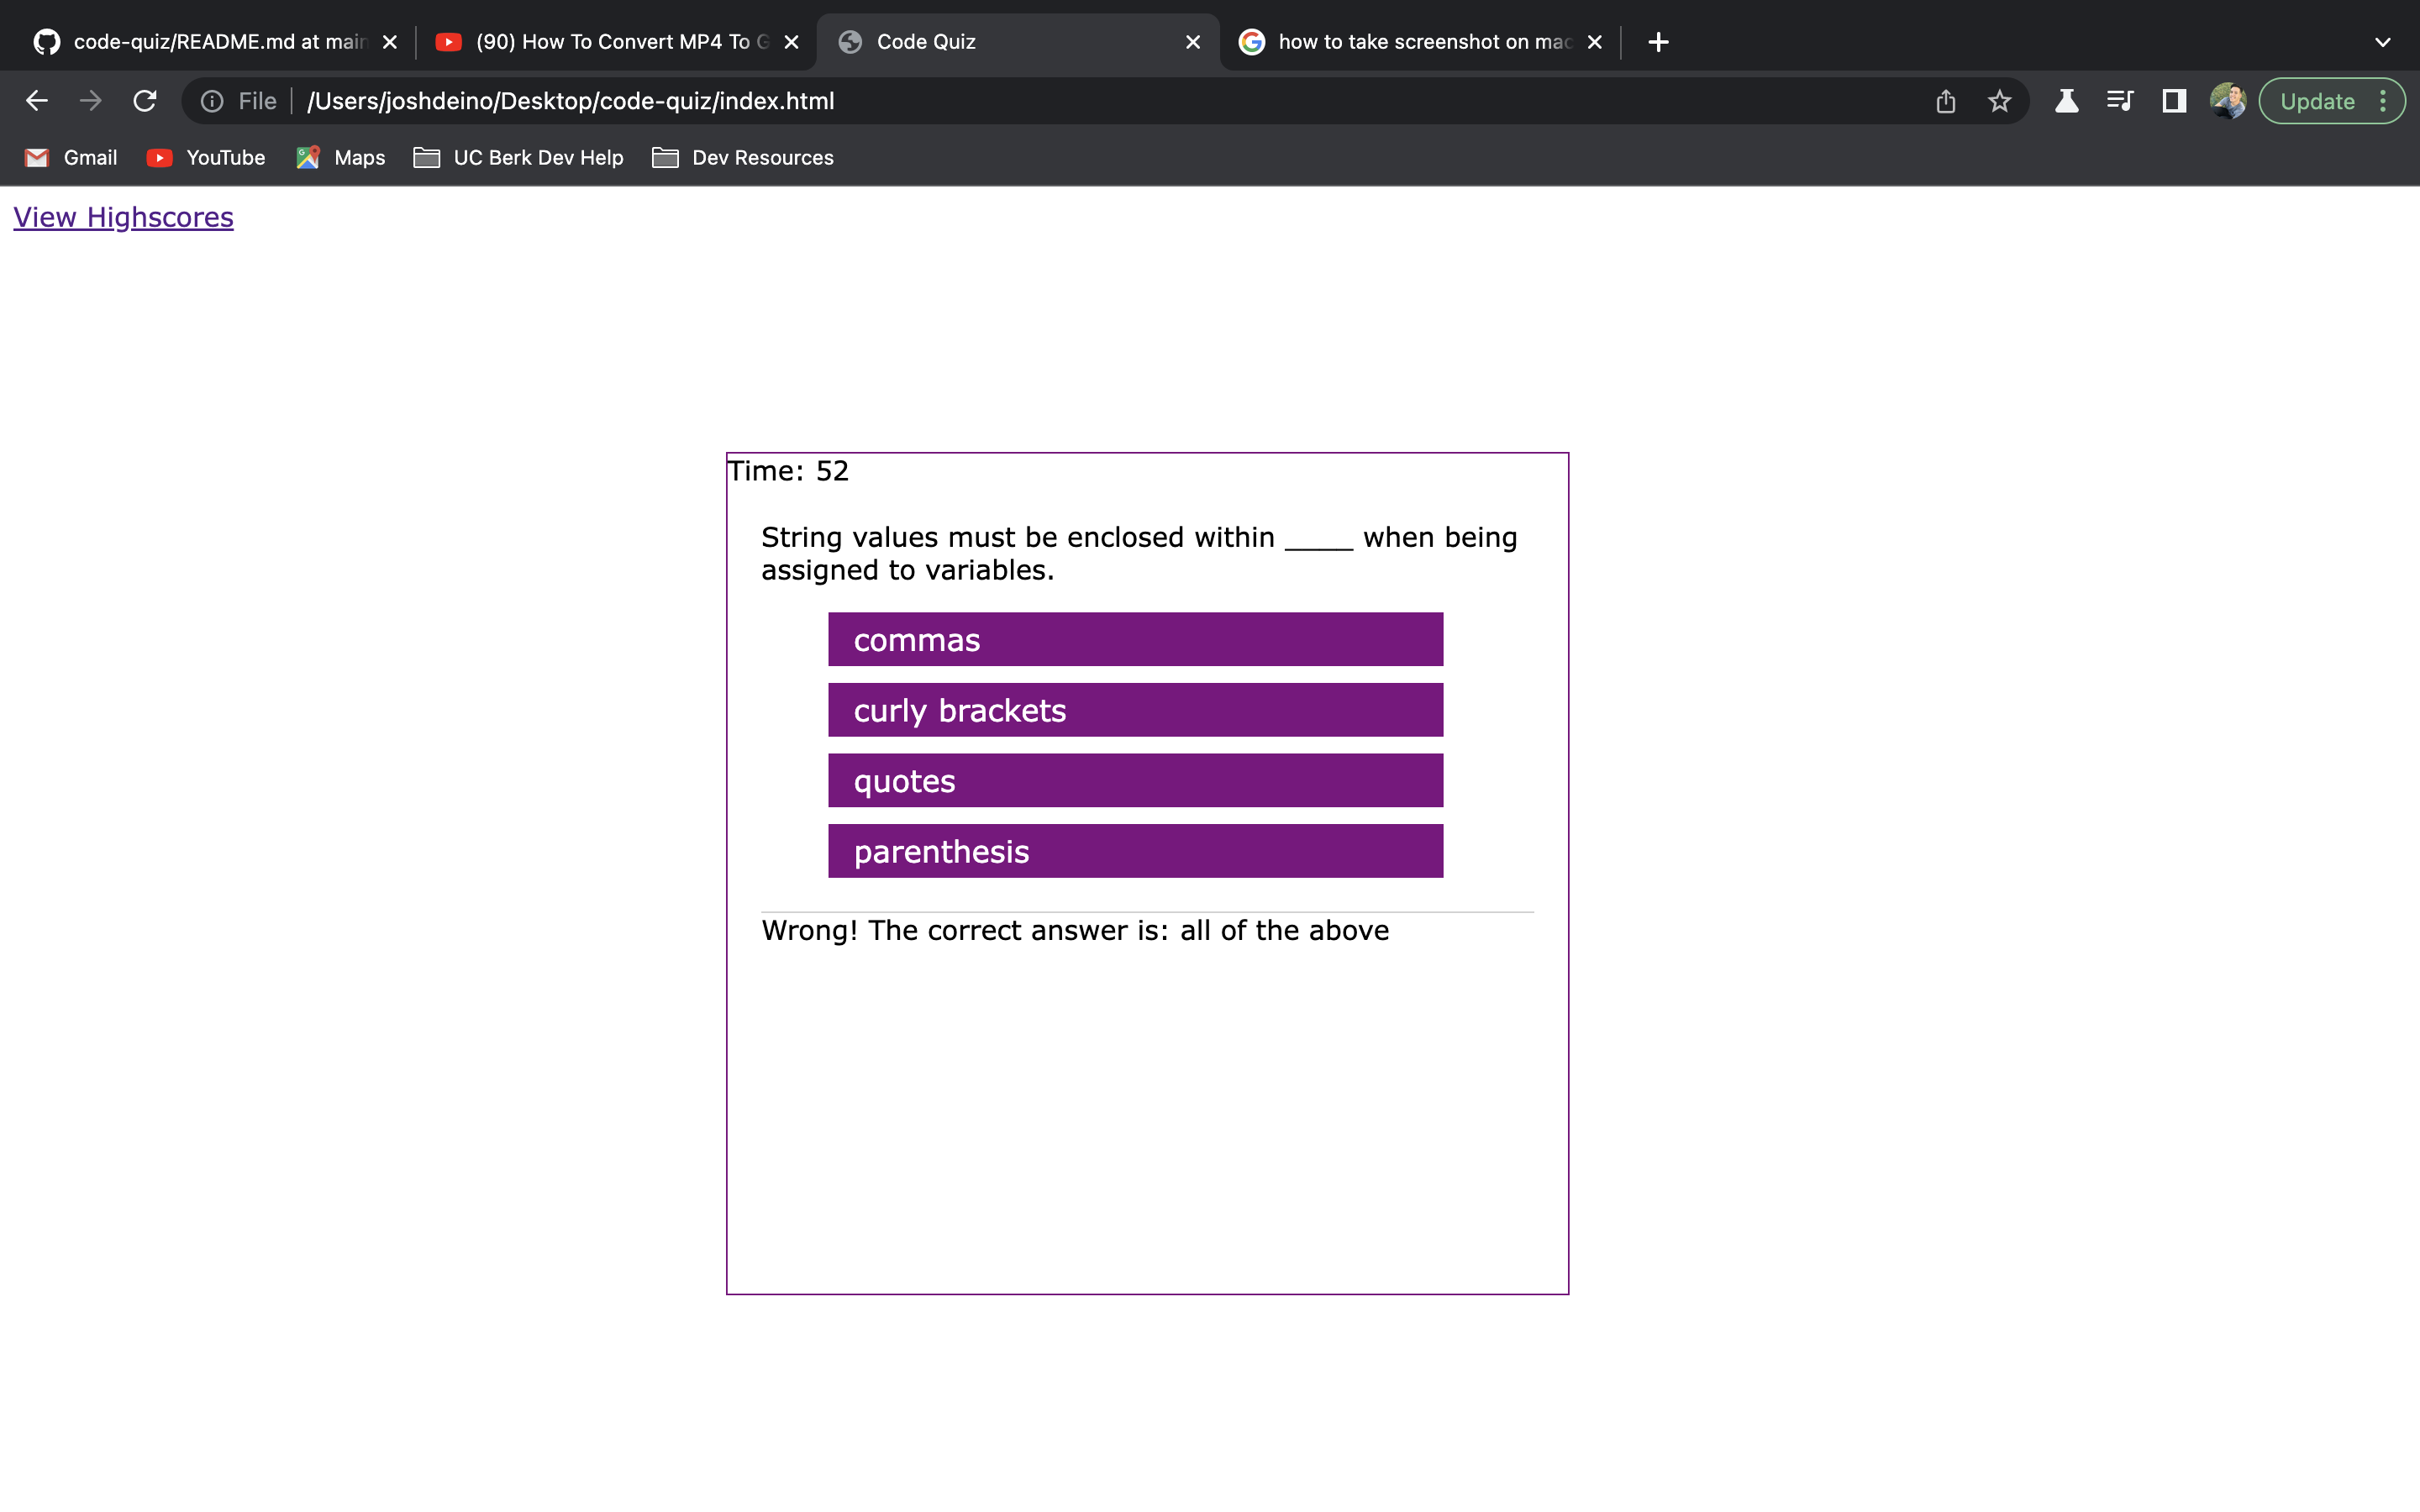 code-quiz/README.md at main
(90) How To Convert MP4 To G
Code Quiz
how to take screenshot on mac
File
/Users/joshdeino/Desktop/code-quiz/index.html
Update
Gmail
YouTube
Maps
UC Berk Dev Help
Dev Resources
View Highscores
Time: 52
String values must be enclosed within _____ when being
assigned to variables.
commas
curly brackets
quotes
parenthesis
Wrong! The correct answer is: all of the above